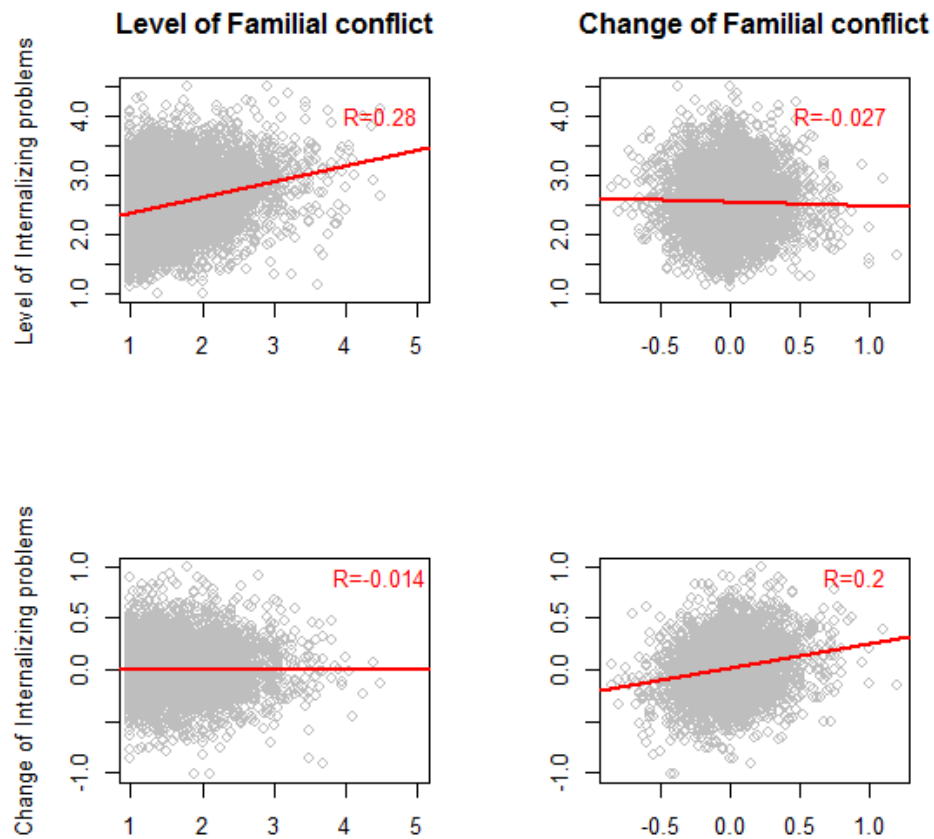 Level of Familial conflict
Change of Familial conflict
Level of Internalizing problems
1.0 2.0 3.0 4.0
R=0.28
1 2 3 4 5
1.0 2.0 3.0 4.0
R=-0.027
-0.5 0.0 0.5 1.0
Change of Internalizing problems
-1.0 0.0 0.5 1.0
R=-0.014
1 2 3 4 5
-1.0 0.0 0.5 1.0
R=0.2
-0.5 0.0 0.5 1.0